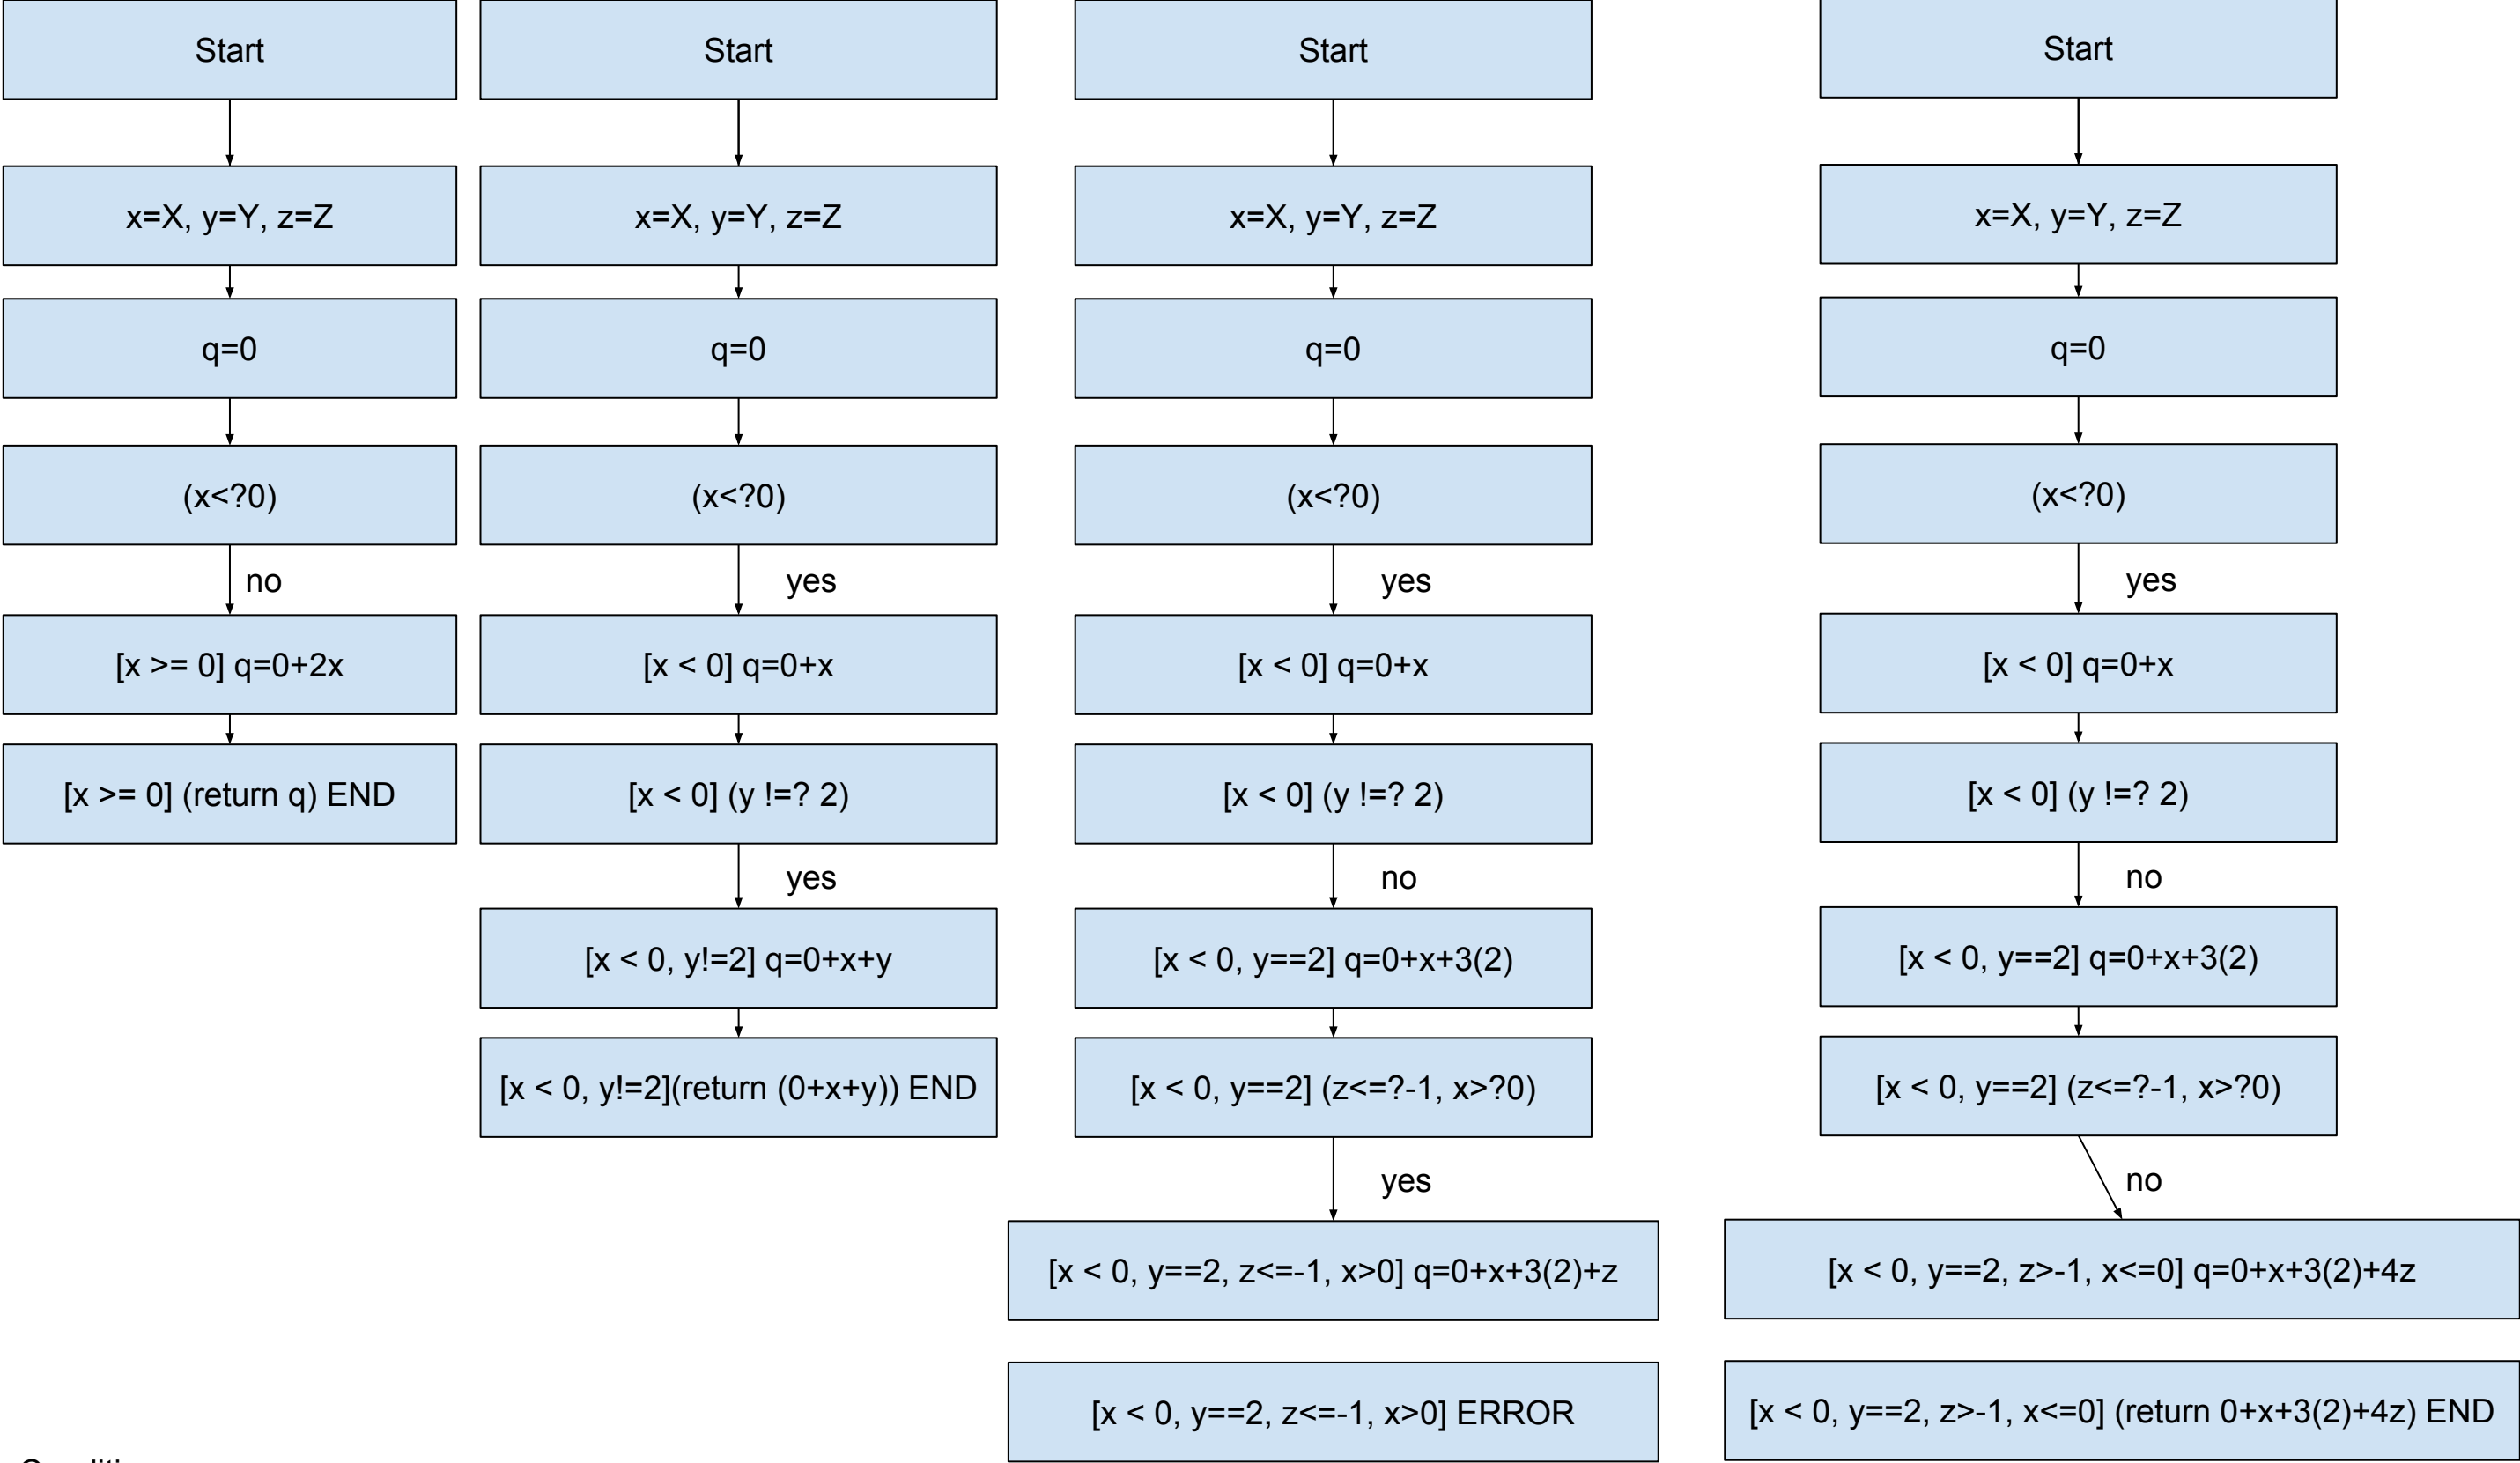 Start
x=X, y=Y, z=Z
q=0
(x<?0)
no
[x >= 0] q=0+2x
[x >= 0] (return q) END
Start
x=X, y=Y, z=Z
q=0
(x<?0)
yes
[x < 0] q=0+x
[x < 0] (y !=? 2)
yes
[x < 0, y!=2] q=0+x+y
[x < 0, y!=2](return (0+x+y)) END
Start
x=X, y=Y, z=Z
q=0
(x<?0)
yes
[x < 0] q=0+x
[x < 0] (y !=? 2)
no
[x < 0, y==2] q=0+x+3(2)
[x < 0, y==2] (z<=?-1, x>?0)
yes
[x < 0, y==2, z<=-1, x>0] q=0+x+3(2)+z
[x < 0, y==2, z<=-1, x>0] ERROR
Start
x=X, y=Y, z=Z
q=0
(x<?0)
yes
[x < 0] q=0+x
[x < 0] (y !=? 2)
no
[x < 0, y==2] q=0+x+3(2)
[x < 0, y==2] (z<=?-1, x>?0)
no
[x < 0, y==2, z>-1, x<=0] q=0+x+3(2)+4z
[x < 0, y==2, z>-1, x<=0] (return 0+x+3(2)+4z) END